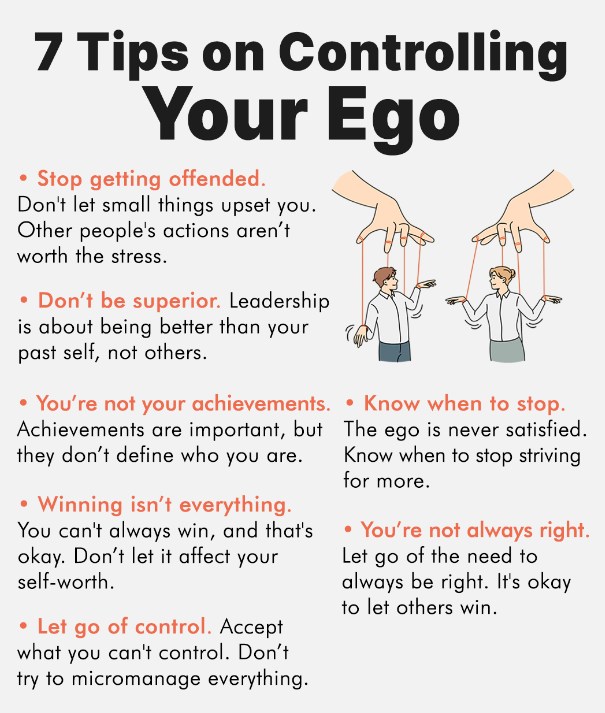 7 Tips on Controlling
Your Ego
• Stop getting offended.
Don't let small things upset you.
Other people's actions aren't
worth the stress.
• Don't be superior. Leadership
is about being better than your
past self, not others.
• You're not your achievements.
Achievements are important, but
they don't define who you are.
• Winning isn't everything.
You can't always win, and that's
okay. Don't let it affect your
self-worth.
• Let go of control. Accept
what you can't control. Don't
try to micromanage everything.
• Know when to stop.
The ego is never satisfied.
Know when to stop striving
for more.
• You're not always right.
Let go of the need to
always be right. It's okay
to let others win.